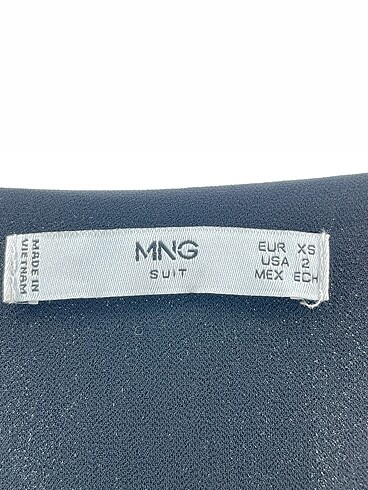 MADE IN
VIETNAM
MNG
SUIT
EUR XS
USA 2
MEX ECH